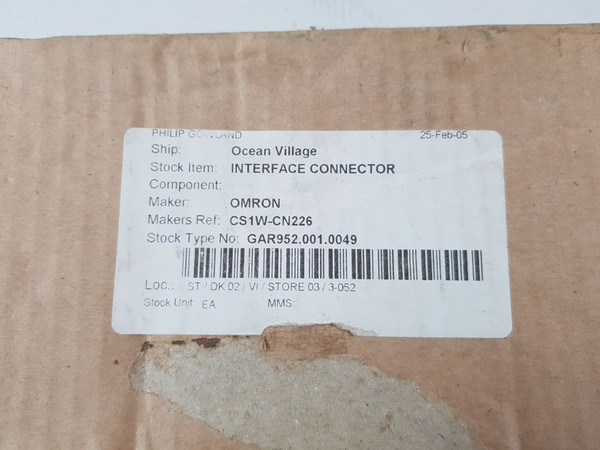 PHILIP 25-Feb-05
Ship: Ocean Village
Stock Item: INTERFACE CONNECTOR
Component:
Maker: OMRON
Makers Ref: CS1W-CN226
Stock Type No: GAR952.001.0049
Loc.: ST / DK 02 / VI / STORE 03 / 3-052
Stock Unit: EA MMS: